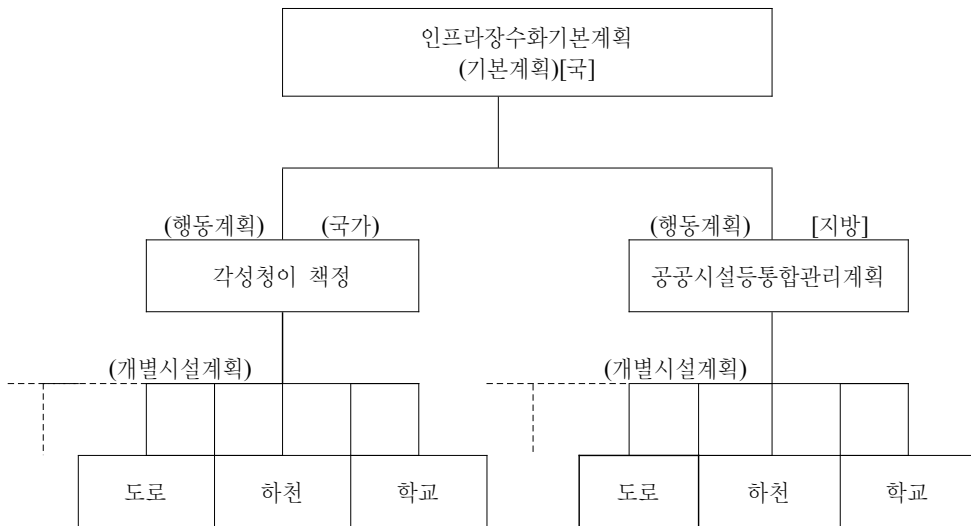 인프라장수화기본계획
(기본계획)[국]
(행동계획) (국가)
(행동계획) [지방]
각성청이 책정
공공시설등통합관리계획
(개별시설계획)
(개별시설계획)
도로 하천 학교
도로 하천 학교